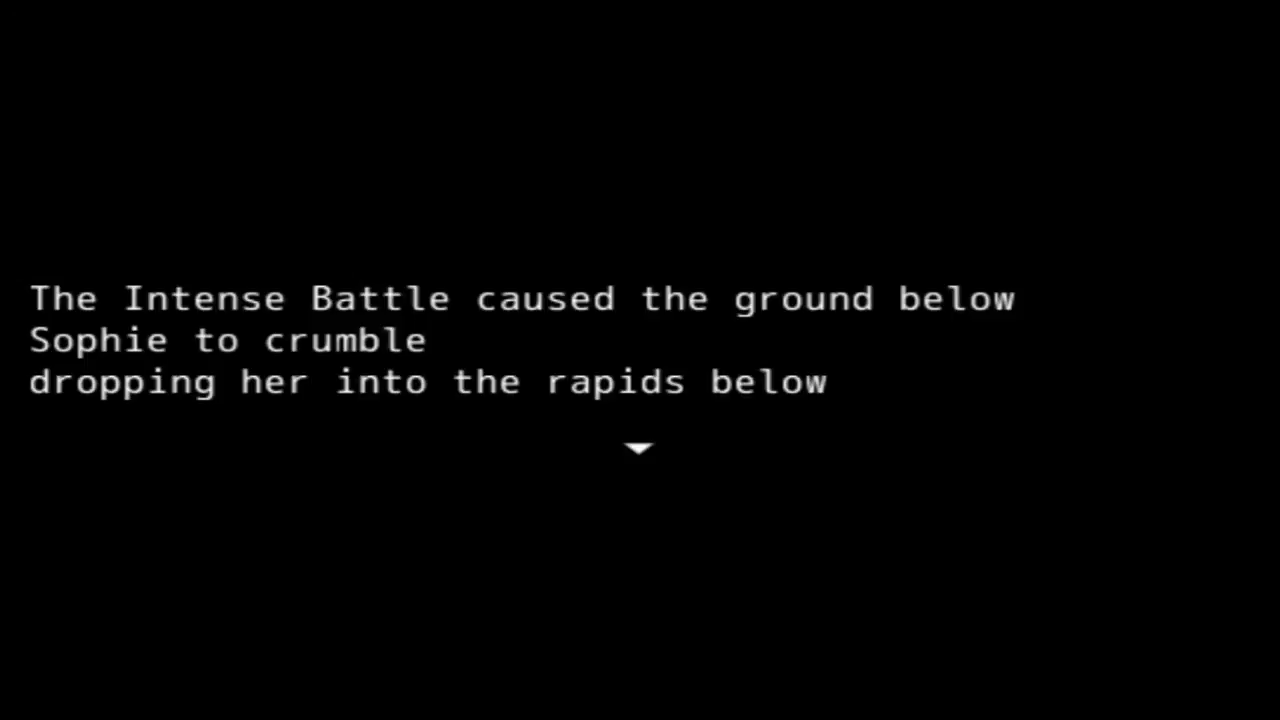 The Intense Battle caused the ground below
Sophie to crumble
dropping her into the rapids below